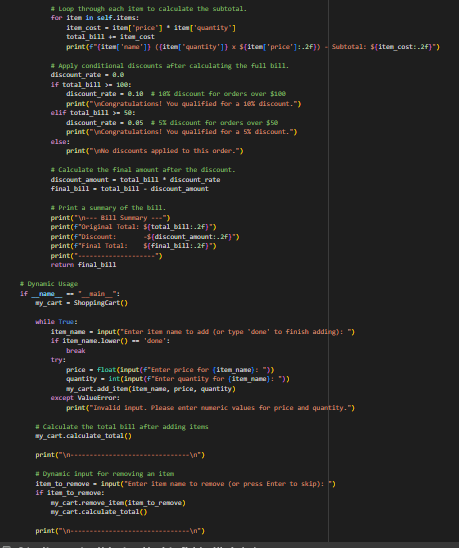 # Loop through each item to calculate the subtotal.
for item in self.items:
item_cost = item['price'] * item['quantity']
total_bill += item_cost
print(f"{item['name']} ({item['quantity']} x ${item['price']:.2f}) - Subtotal: ${item_cost:.2f}")
# Apply conditional discounts after calculating the full bill.
discount_rate = 0.0
if total_bill >= 100:
discount_rate = 0.10 # 10% discount for orders over $100
print("\nCongratulations! You qualified for a 10% discount.")
elif total_bill >= 50:
discount_rate = 0.05 # 5% discount for orders over $50
print("\nCongratulations! You qualified for a 5% discount.")
else:
print("\nNo discounts applied to this order.")
# Calculate the final amount after the discount.
discount_amount = total_bill * discount_rate
final_bill = total_bill - discount_amount
# Print a summary of the bill.
print("\n--- Bill Summary ---")
print(f"Original Total: ${total_bill:.2f}")
print(f"Discount: -${discount_amount:.2f}")
print(f"Final Total: ${final_bill:.2f}")
print("--------------------")
return final_bill
# Dynamic Usage
if __name__ == "__main__":
my_cart = ShoppingCart()
while True:
item_name = input("Enter item name to add (or type 'done' to finish adding): ")
if item_name.lower() == 'done':
break
try:
price = float(input(f"Enter price for {item_name}: "))
quantity = int(input(f"Enter quantity for {item_name}: "))
my_cart.add_item(item_name, price, quantity)
except ValueError:
print("Invalid input. Please enter numeric values for price and quantity.")
# Calculate the total bill after adding items
my_cart.calculate_total()
print("\n-------------------------------\n")
# Dynamic input for removing an item
item_to_remove = input("Enter item name to remove (or press Enter to skip): ")
if item_to_remove:
my_cart.remove_item(item_to_remove)
my_cart.calculate_total()
print("\n-------------------------------\n")